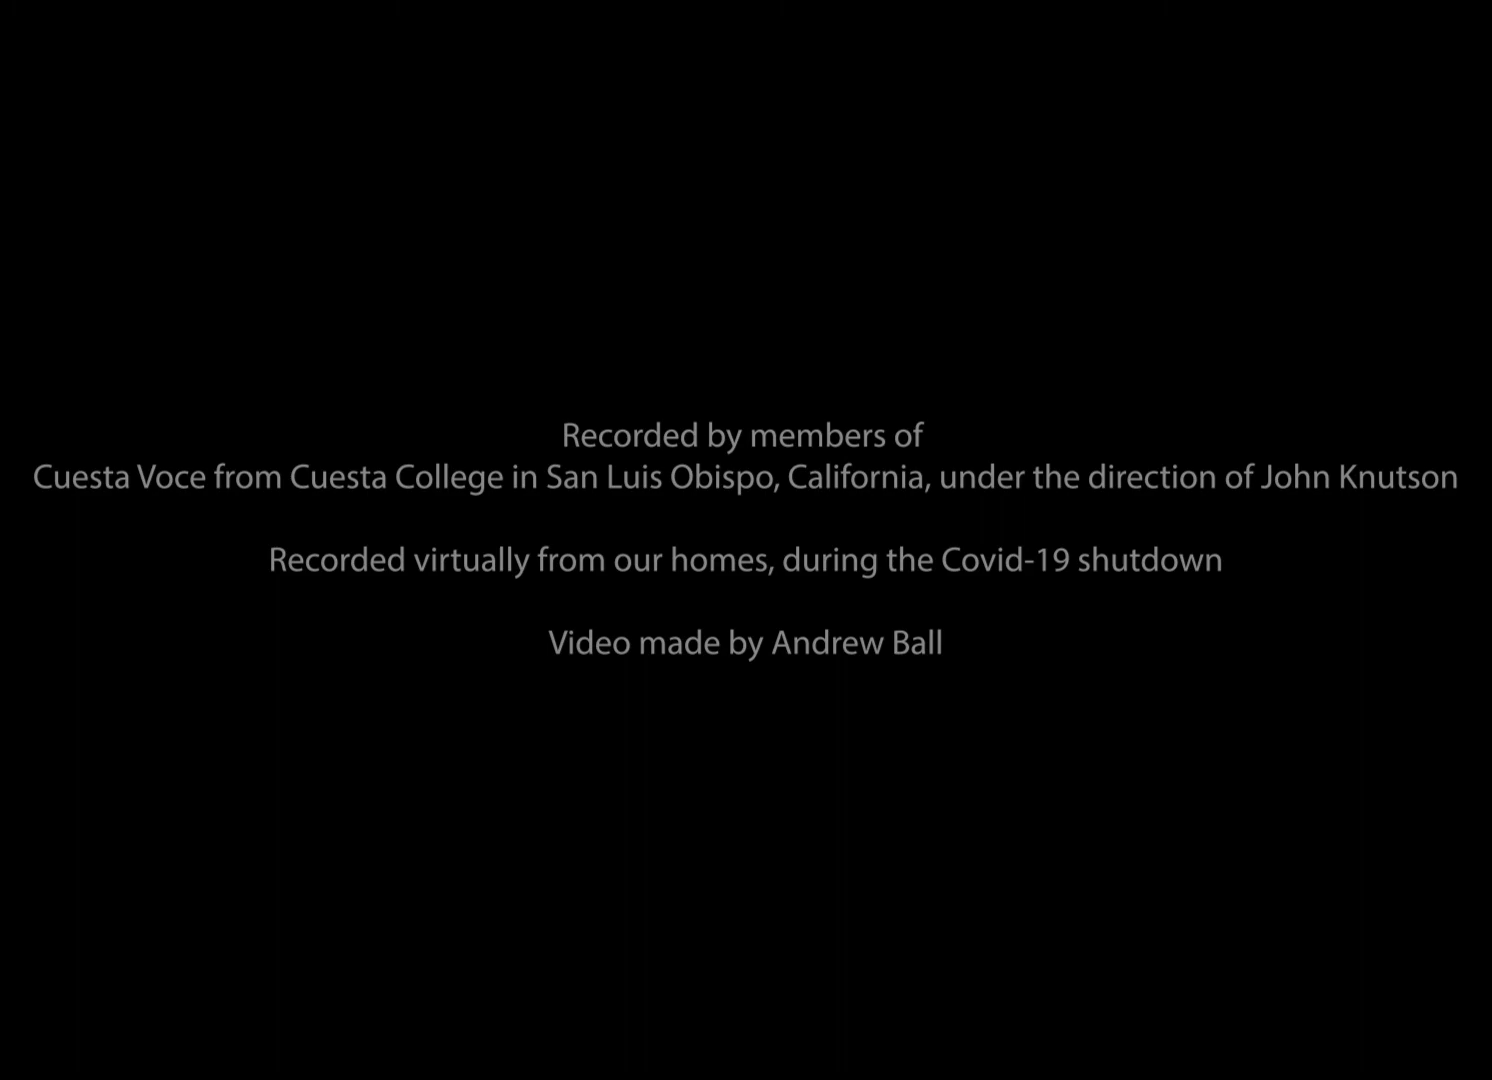 Recorded by members of
Cuesta Voce from Cuesta College in San Luis Obispo, California, under the direction of John Knutson
Recorded virtually from our homes, during the Covid-19 shutdown
Video made by Andrew Ball